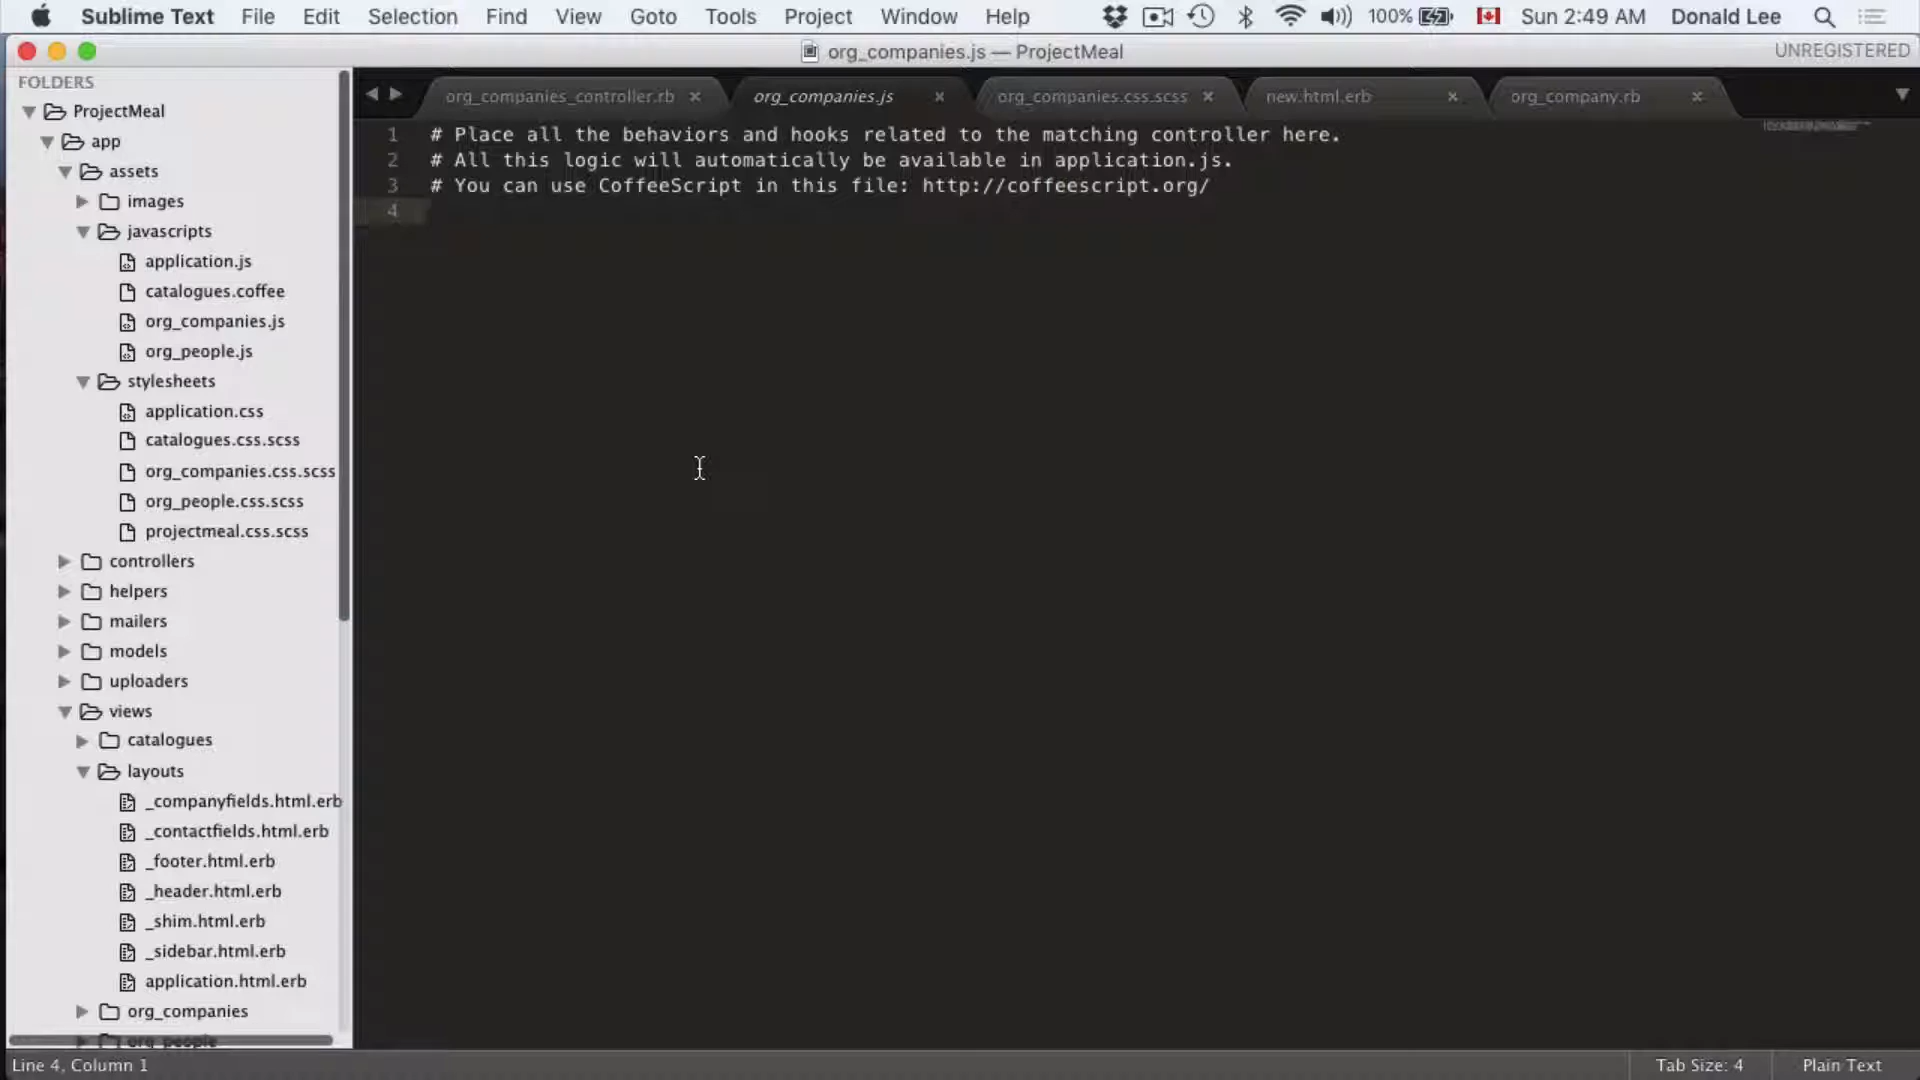 Sublime Text File Edit Selection Find View Goto Tools Project Window Help 100% Sun 2:49 AM Donald Lee
org_companies.js — ProjectMeal UNREGISTERED
FOLDERS
ProjectMeal
app
assets
images
javascripts
application.js
catalogues.coffee
org_companies.js
org_people.js
stylesheets
application.css
catalogues.css.scss
org_companies.css.scss
org_people.css.scss
projectmeal.css.scss
controllers
helpers
mailers
models
uploaders
views
catalogues
layouts
_companyfields.html.erb
_contactfields.html.erb
_footer.html.erb
_header.html.erb
_shim.html.erb
_sidebar.html.erb
application.html.erb
org_companies
org_people
org_companies_controller.rb org_companies.js org_companies.css.scss new.html.erb org_company.rb
1 # Place all the behaviors and hooks related to the matching controller here.
2 # All this logic will automatically be available in application.js.
3 # You can use CoffeeScript in this file: http://coffeescript.org/
4
Line 4, Column 1 Tab Size: 4 Plain Text